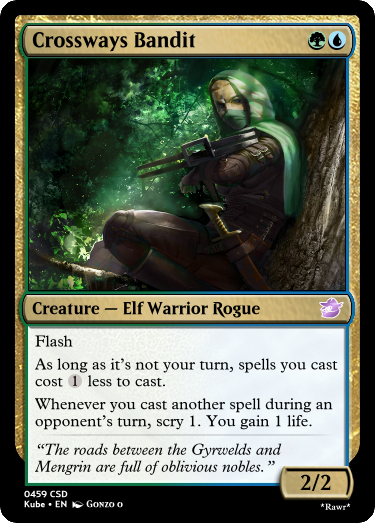 Crossways Bandit
Creature — Elf Warrior Rogue
Flash
As long as it's not your turn, spells you cast
cost 1 less to cast.
Whenever you cast another spell during an
opponent's turn, scry 1. You gain 1 life.
“The roads between the Gyrwelds and
Mengrin are full of oblivious nobles.”
2/2
0459 CSD
Kube • EN Gonzo o
*Rawr*